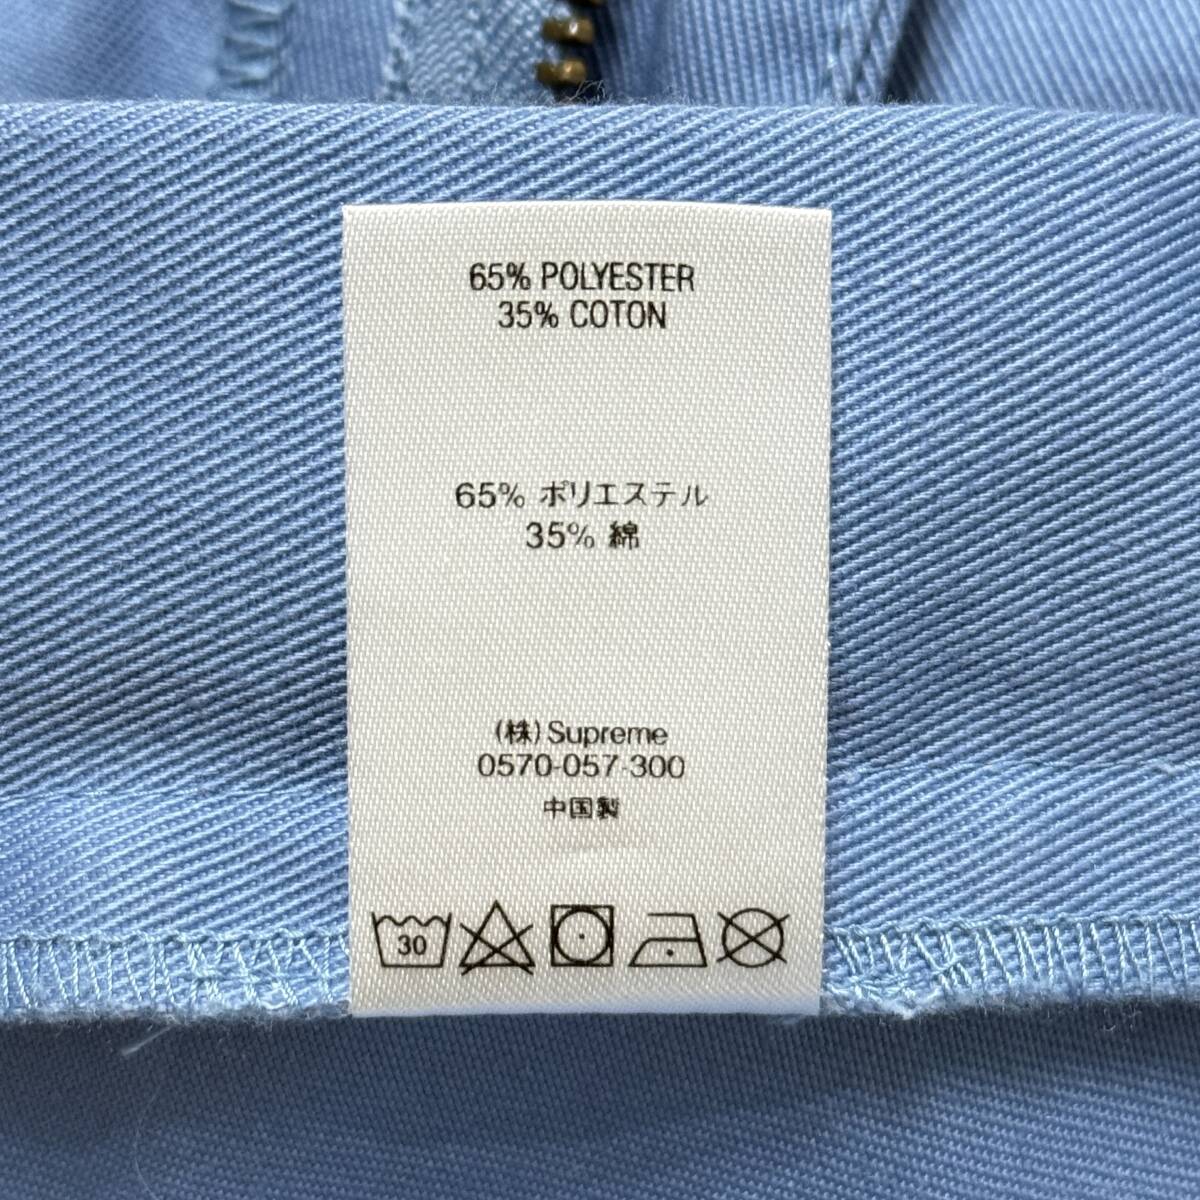 65% POLYESTER
35% COTON
65% ポリエステル
35% 綿
(株) Supreme
0570-057-300
中国製
30